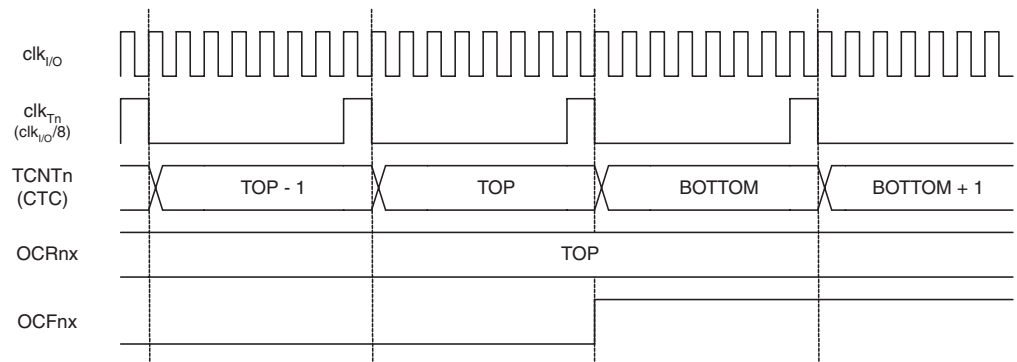 clkI/O
clkTn
(clkI/O/8)
TCNTn
(CTC)
TOP - 1
TOP
BOTTOM
BOTTOM + 1
OCRnx
TOP
OCFnx